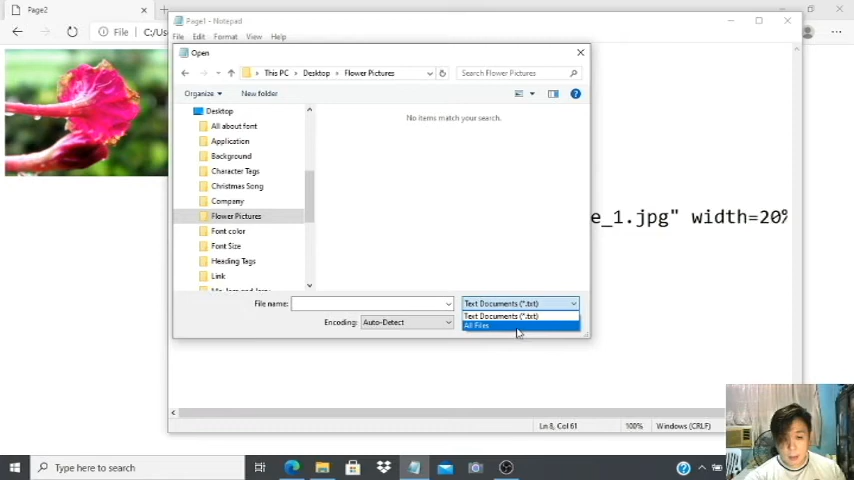 Page2
Page1 - Notepad
File
C:/Us
File Edit Format View Help
Open
This PC > Desktop > Flower Pictures
Search Flower Pictures
Organize
New folder
Desktop
All about font
Application
Background
Character Tags
Christmas Song
Company
Flower Pictures
Font color
Font Size
Heading Tags
Link
No items match your search.
e_1.jpg" width=20%
File name:
Text Documents (*.txt)
Text Documents (*.txt)
All Files
Encoding:
Auto-Detect
Ln 8, Col 61
100%
Windows (CRLF)
Type here to search